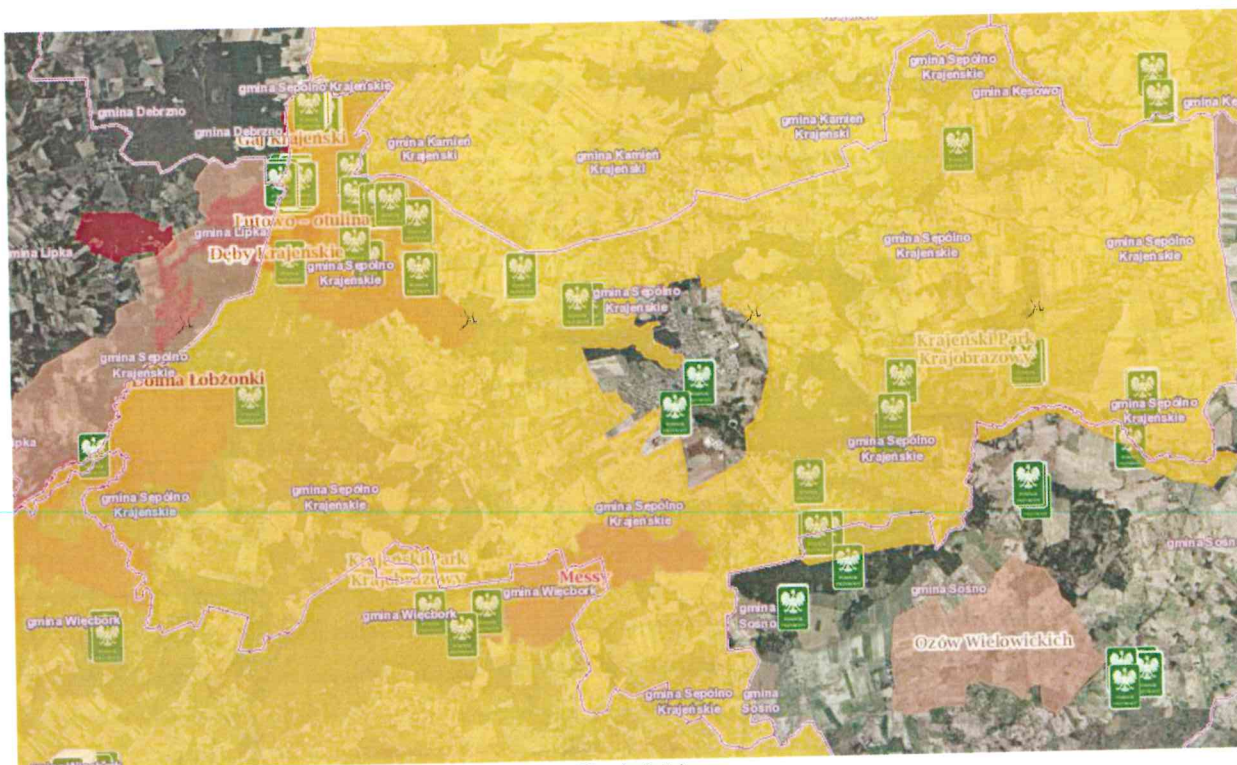 gmina Sępólno
Krajeńskie
gmina Kęsowo
gmina Sępólno Krajeńskie
gmina Debrzno
gmina Debrzno
Gaj Krajeński
gmina Kamień
Krajeński
gmina Kamień
Krajeński
gmina Kamień
Krajeński
Lutowo – otulina
gmina Lipka
gmina Lipka
Dęby Krajeńskie
gmina Sępólno
Krajeńskie
gmina Sępólno
Krajeńskie
gmina Sępólno
Krajeńskie
gmina Sępólno
Krajeńskie
Krajeński Park
Krajobrazowy
gmina Sępólno
Krajeńskie
Dolina Łobżonki
gmina Sępólno
Krajeńskie
gmina Sępólno
Krajeńskie
gmina Sępólno
Krajeńskie
gmina Sępólno
Krajeńskie
gmina Sępólno
Krajeńskie
Krajeński Park
Krajobrazowy
Messy
gmina Więcbork
gmina Więcbork
gmina Więcbork
gmina
Sośno
gmina Sośno
Ozów Wielowickich
gmina Sępólno
Krajeńskie
gmina
Sośno